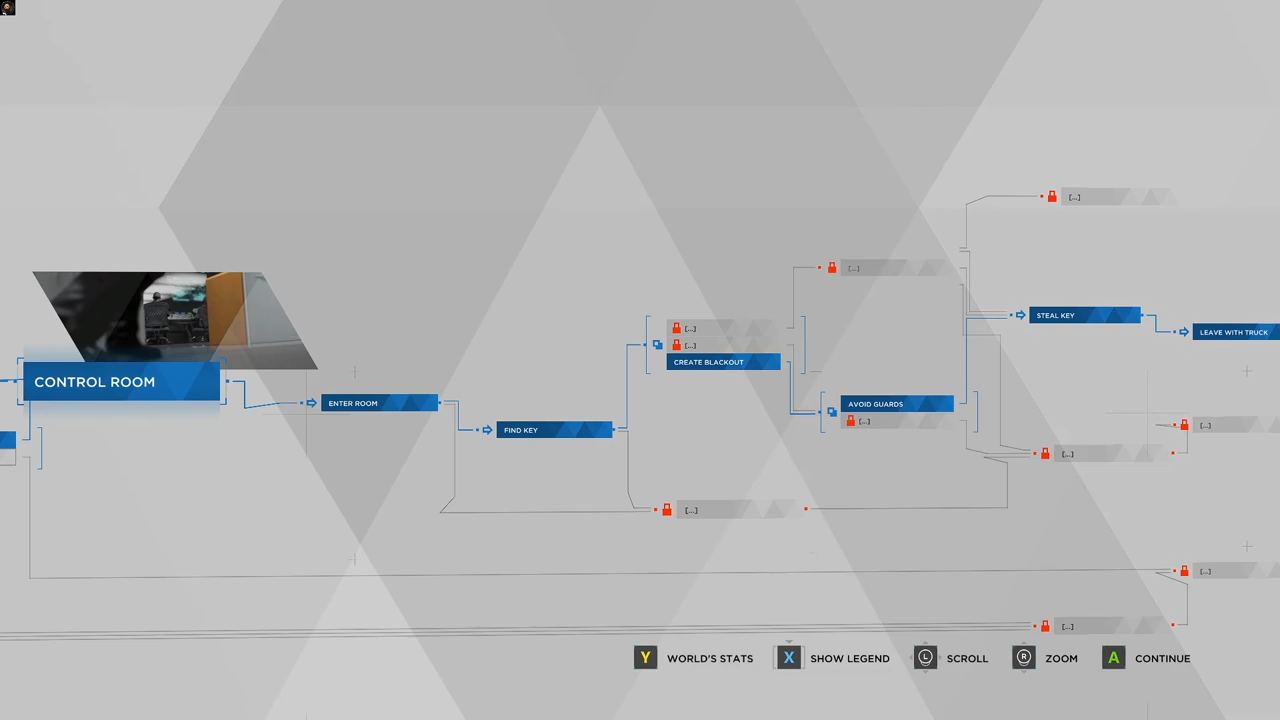 [...]
[...]
STEAL KEY
LEAVE WITH TRUCK
[...]
[...]
CREATE BLACKOUT
CONTROL ROOM
ENTER ROOM
AVOID GUARDS
[...]
FIND KEY
[...]
[...]
[...]
[...]
[...]
Y WORLD'S STATS X SHOW LEGEND L SCROLL R ZOOM A CONTINUE